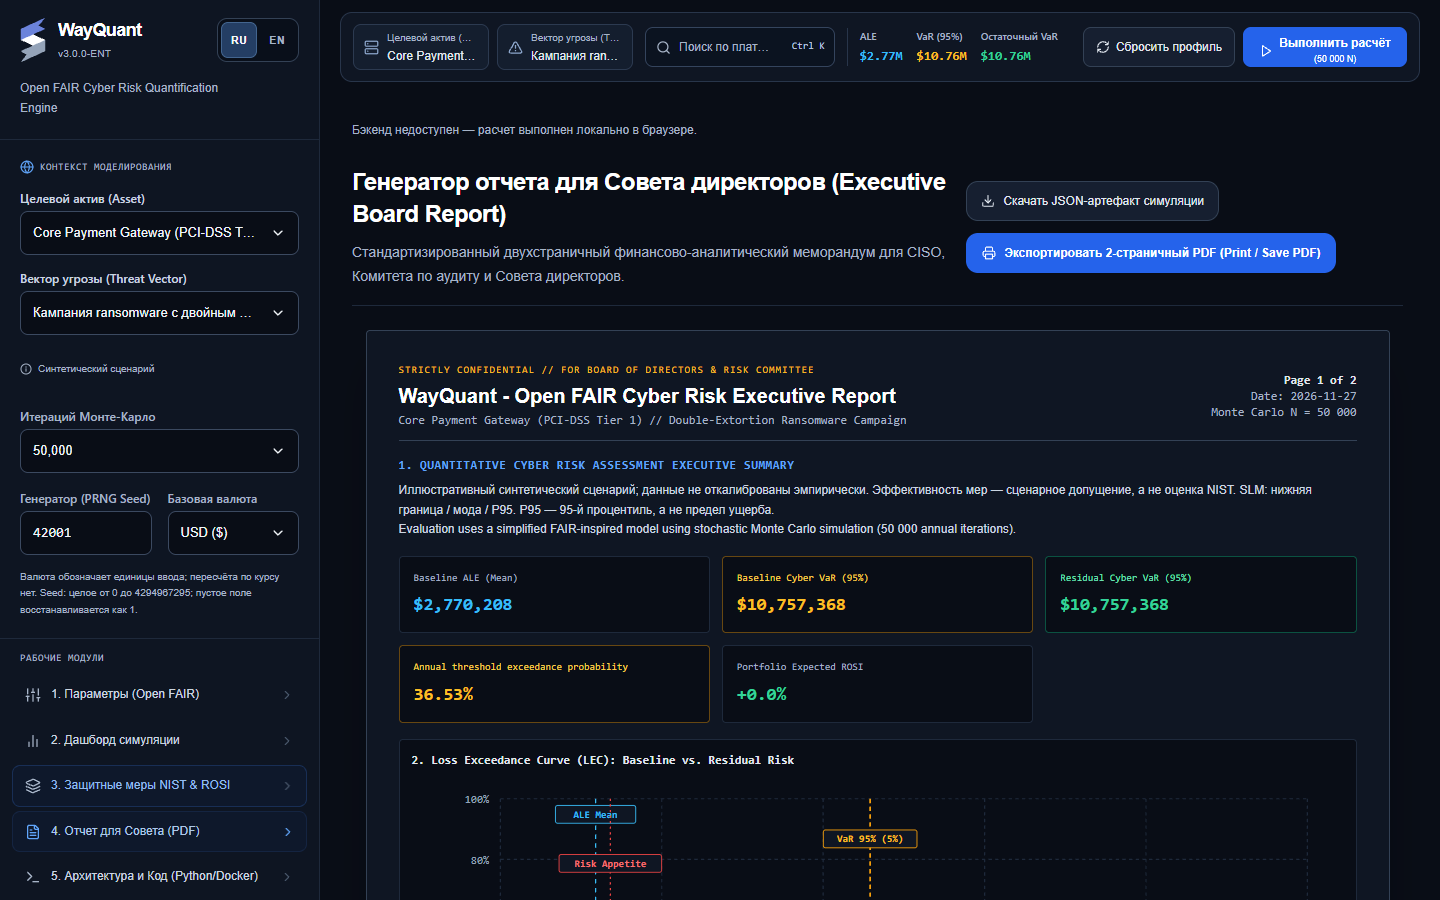 WayQuant
v3.0.0-ENT
RU EN
Open FAIR Cyber Risk Quantification
Engine
КОНТЕКСТ МОДЕЛИРОВАНИЯ
Целевой актив (Asset)
Core Payment Gateway (PCI-DSS T...
Вектор угрозы (Threat Vector)
Кампания ransomware с двойным ...
Синтетический сценарий
Итераций Монте-Карло
50,000
Генератор (PRNG Seed) Базовая валюта
42001 USD ($)
Валюта обозначает единицы ввода; пересчёта по курсу
нет. Seed: целое от 0 до 4294967295; пустое поле
восстанавливается как 1.
РАБОЧИЕ МОДУЛИ
1. Параметры (Open FAIR)
2. Дашборд симуляции
3. Защитные меры NIST & ROSI
4. Отчет для Совета (PDF)
5. Архитектура и Код (Python/Docker)
Целевой актив (...
Core Payment...
Вектор угрозы (T...
Кампания ran...
Поиск по плат... Ctrl K
ALE VaR (95%) Остаточный VaR
$2.77M $10.76M $10.76M
Сбросить профиль
Выполнить расчёт
(50 000 N)
Бэкенд недоступен — расчет выполнен локально в браузере.
Генератор отчета для Совета директоров (Executive
Board Report)
Стандартизированный двухстраничный финансово-аналитический меморандум для CISO,
Комитета по аудиту и Совета директоров.
Скачать JSON-артефакт симуляции
Экспортировать 2-страничный PDF (Print / Save PDF)
STRICTLY CONFIDENTIAL // FOR BOARD OF DIRECTORS & RISK COMMITTEE
WayQuant - Open FAIR Cyber Risk Executive Report
Core Payment Gateway (PCI-DSS Tier 1) // Double-Extortion Ransomware Campaign
Page 1 of 2
Date: 2026-11-27
Monte Carlo N = 50 000
1. QUANTITATIVE CYBER RISK ASSESSMENT EXECUTIVE SUMMARY
Иллюстративный синтетический сценарий; данные не откалиброваны эмпирически. Эффективность мер — сценарное допущение, а не оценка NIST. SLM: нижняя
граница / мода / P95. P95 — 95-й процентиль, а не предел ущерба.
Evaluation uses a simplified FAIR-inspired model using stochastic Monte Carlo simulation (50 000 annual iterations).
Baseline ALE (Mean)
$2,770,208
Baseline Cyber VaR (95%)
$10,757,368
Residual Cyber VaR (95%)
$10,757,368
Annual threshold exceedance probability
36.53%
Portfolio Expected ROSI
+0.0%
2. Loss Exceedance Curve (LEC): Baseline vs. Residual Risk
100%
ALE Mean
VaR 95% (5%)
80%
Risk Appetite